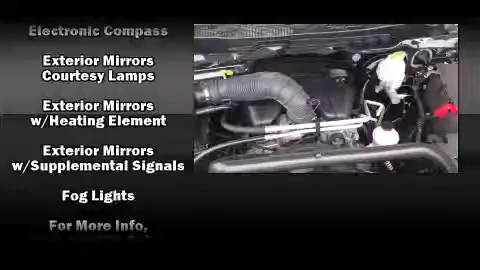 Electronic Compass
Exterior Mirrors
Courtesy Lamps
Exterior Mirrors
w/Heating Element
Exterior Mirrors
w/Supplemental Signals
Fog Lights
For More Info,